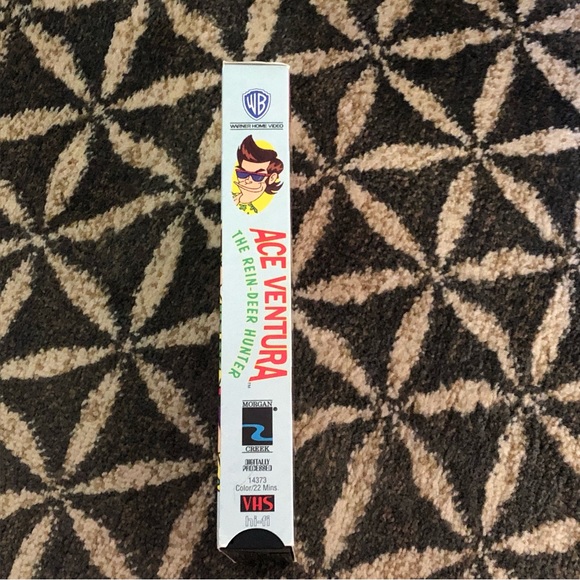 WB
WARNER HOME VIDEO
ACE VENTURA™
THE REIN-DEER HUNTER
MORGAN
CREEK®
DIGITALLY
PROCESSED
14373
Color/22 Mins.
VHS
hi-fi